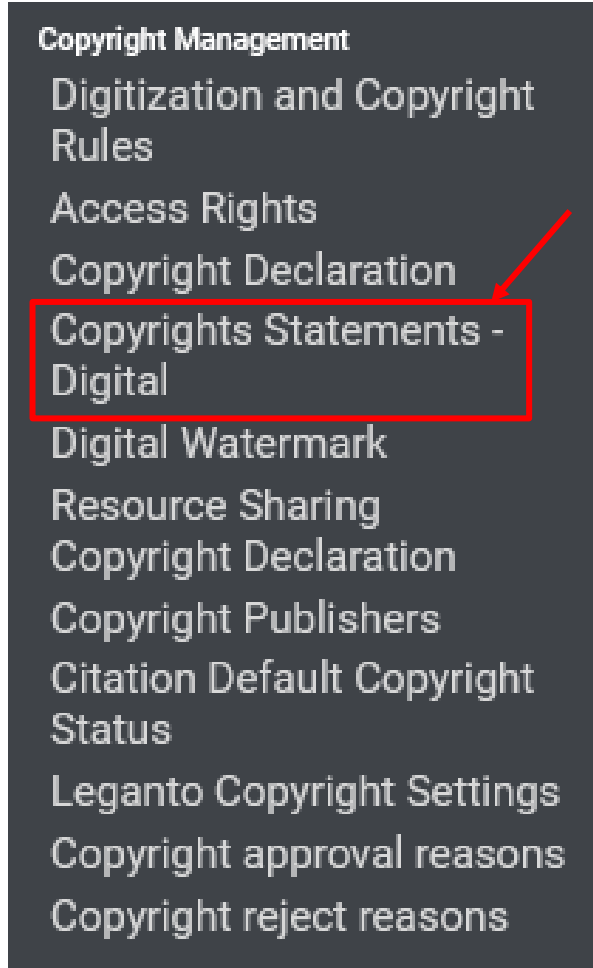 Copyright Management
Digitization and Copyright
Rules
Access Rights
Copyright Declaration
Copyrights Statements -
Digital
Digital Watermark
Resource Sharing
Copyright Declaration
Copyright Publishers
Citation Default Copyright
Status
Leganto Copyright Settings
Copyright approval reasons
Copyright reject reasons